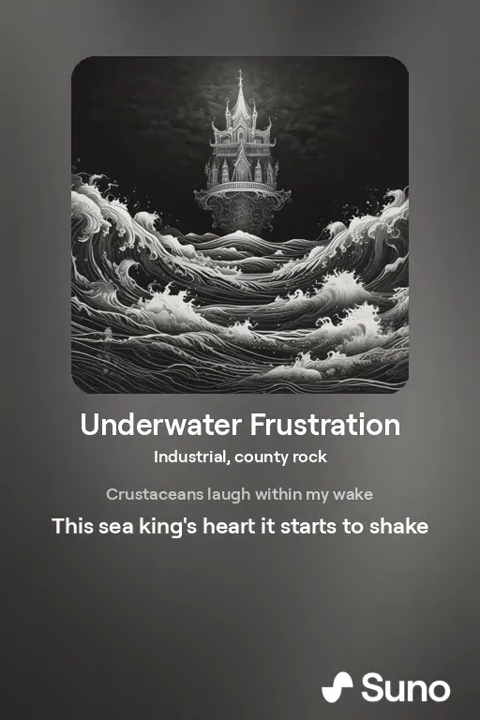 Underwater Frustration
Industrial, county rock
Crustaceans laugh within my wake
This sea king's heart it starts to shake
Suno